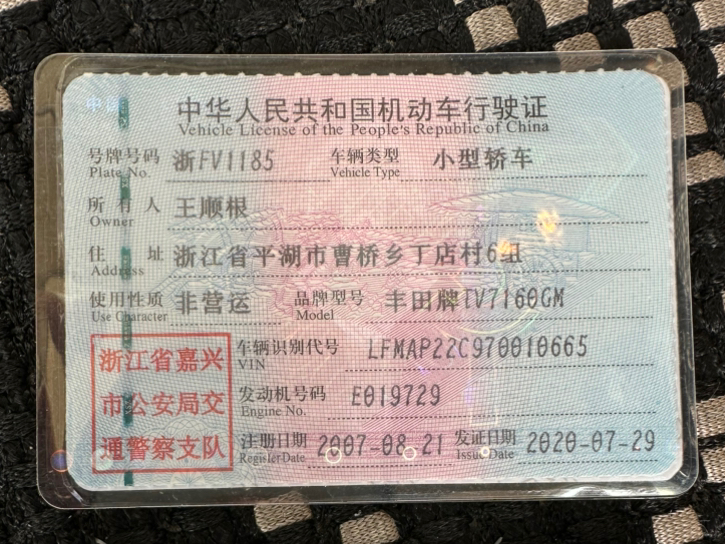 中华人民共和国机动车行驶证
Vehicle License of the People's Republic of China
号牌号码 浙FV1185 车辆类型 小型轿车
Plate No. Vehicle Type
所有人 王顺根
Owner
住址 浙江省平湖市曹桥乡丁店村6组
Address
使用性质 非营运 品牌型号 丰田牌TV7160GM
Use Character Model
浙江省嘉兴
市公安局交
通警察支队
车辆识别代号 LFMAP22C970010665
VIN
发动机号码 E019729
Engine No.
注册日期 2007-08-21 发证日期 2020-07-29
Register Date Issue Date